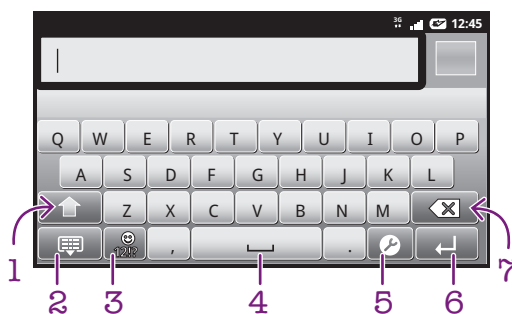 3G 12:45
Q W E R T Y U I O P
A S D F G H J K L
Z X C V B N M
12!? , .
1 2 3 4 5 6 7